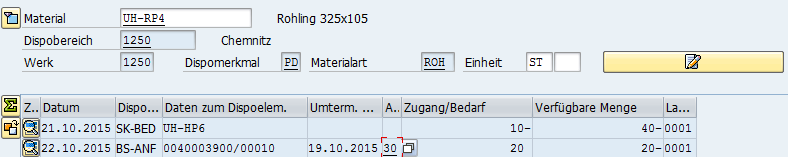 Material UH-RP4 Rohling 325x105
Dispobereich 1250 Chemnitz
Werk 1250 Dispomerkmal PD Materialart ROH Einheit ST
Z.. Datum Dispo... Daten zum Dispoelem. Umterm. ... A.. Zugang/Bedarf Verfügbare Menge La...
21.10.2015 SK-BED UH-HP6 10- 40- 0001
22.10.2015 BS-ANF 0040003900/00010 19.10.2015 30 20 20- 0001